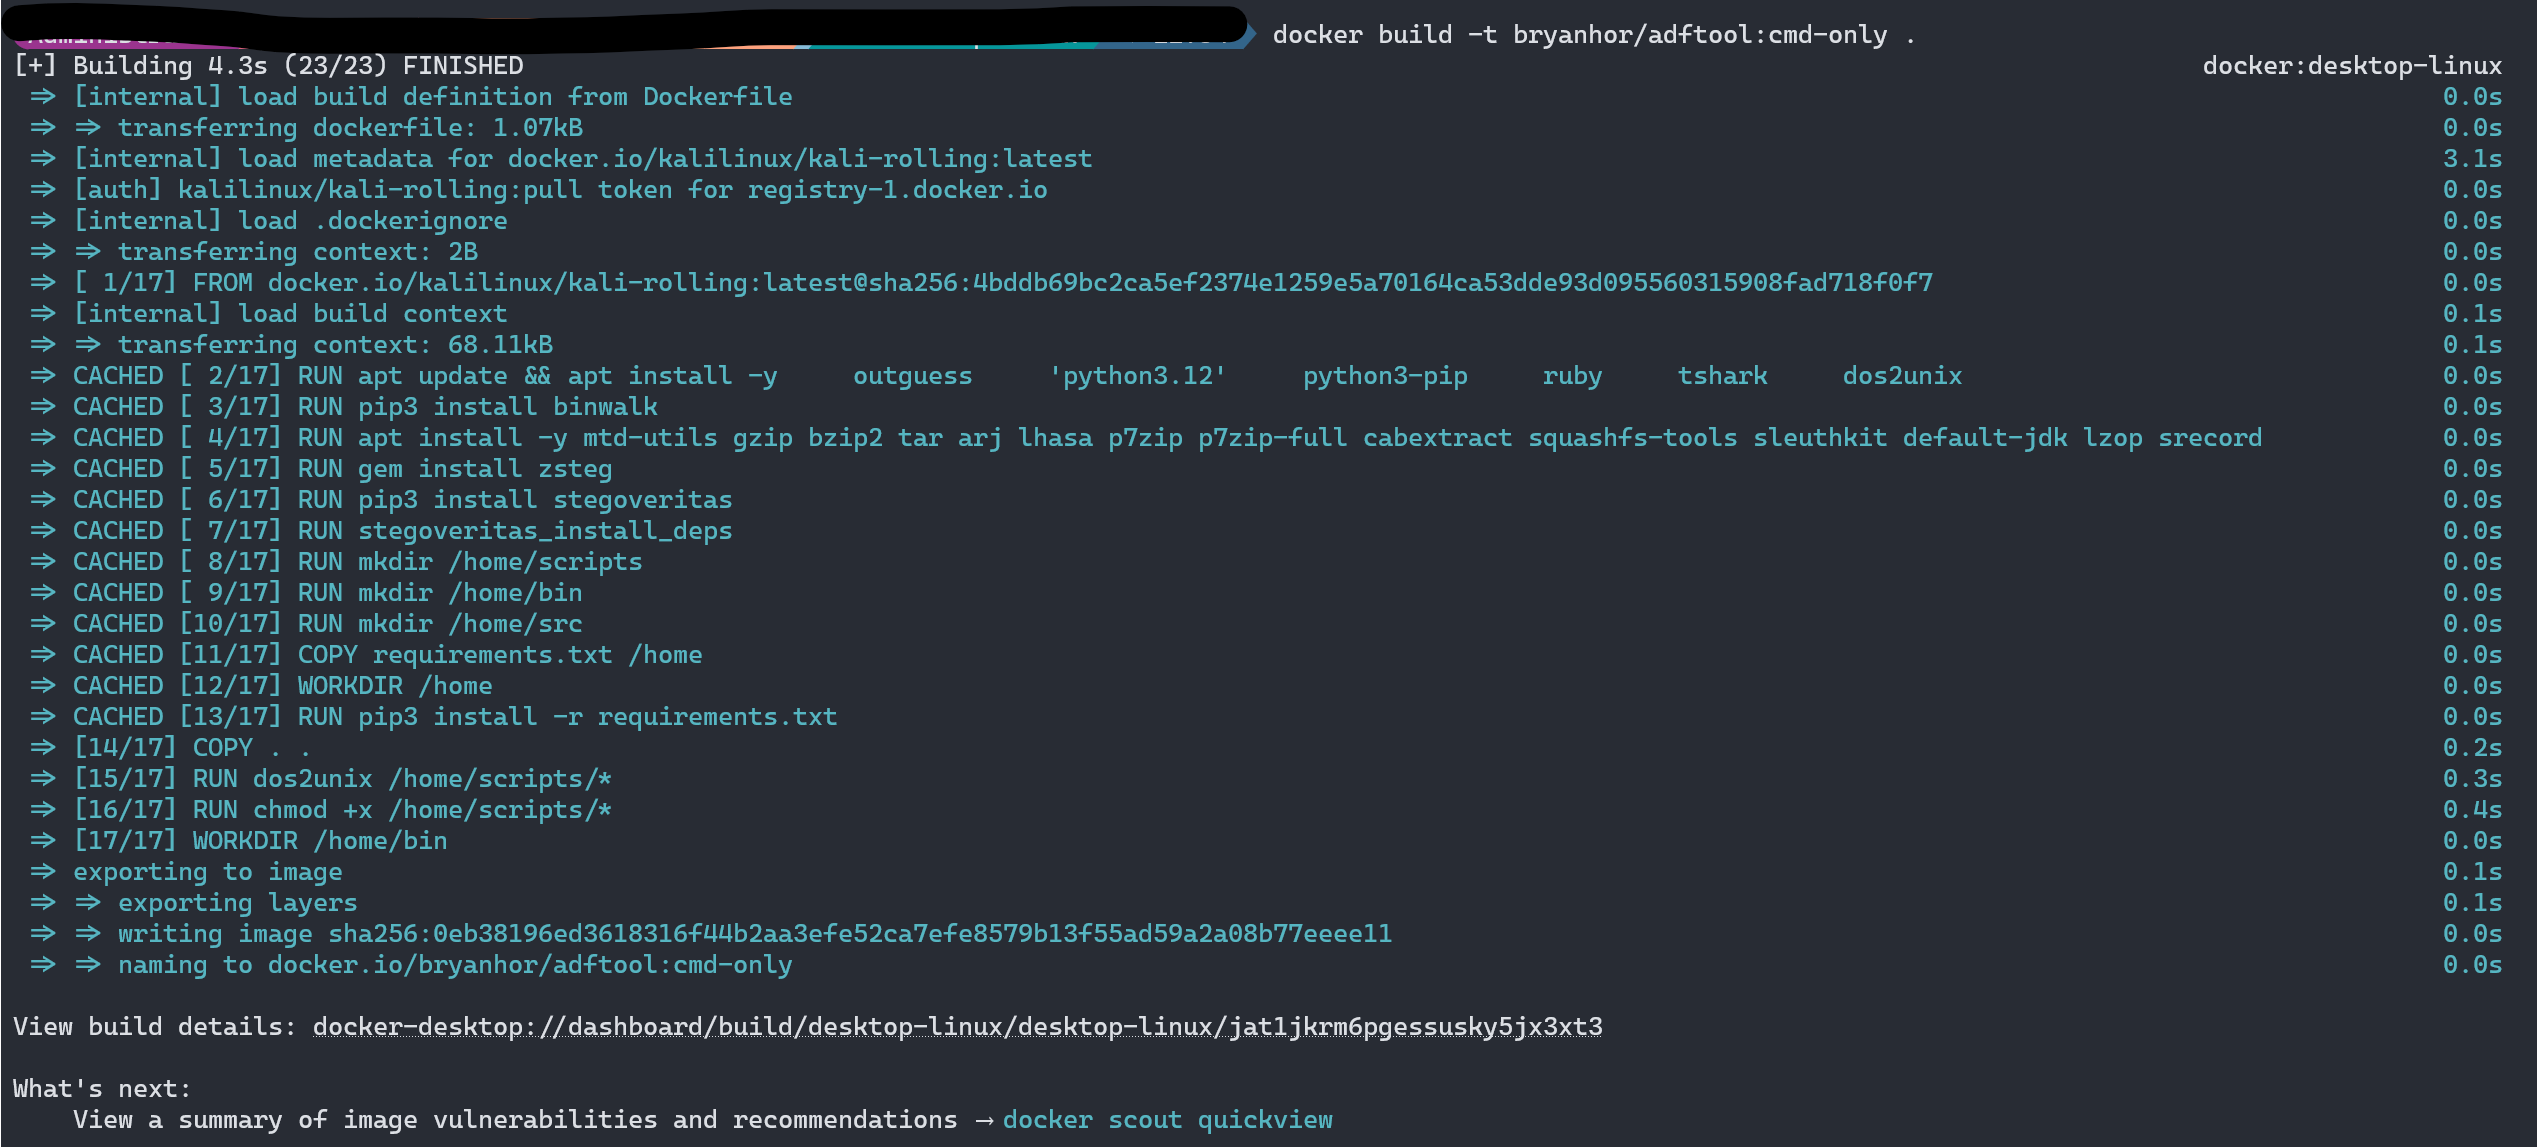 docker build -t bryanhor/adftool:cmd-only .
[+] Building 4.3s (23/23) FINISHED docker:desktop-linux
=> [internal] load build definition from Dockerfile 0.0s
=> => transferring dockerfile: 1.07kB 0.0s
=> [internal] load metadata for docker.io/kalilinux/kali-rolling:latest 3.1s
=> [auth] kalilinux/kali-rolling:pull token for registry-1.docker.io 0.0s
=> [internal] load .dockerignore 0.0s
=> => transferring context: 2B 0.0s
=> [ 1/17] FROM docker.io/kalilinux/kali-rolling:latest@sha256:4bddb69bc2ca5ef2374e1259e5a70164ca53dde93d095560315908fad718f0f7 0.0s
=> [internal] load build context 0.1s
=> => transferring context: 68.11kB 0.1s
=> CACHED [ 2/17] RUN apt update && apt install -y     outguess     'python3.12'     python3-pip     ruby     tshark     dos2unix 0.0s
=> CACHED [ 3/17] RUN pip3 install binwalk 0.0s
=> CACHED [ 4/17] RUN apt install -y mtd-utils gzip bzip2 tar arj lhasa p7zip p7zip-full cabextract squashfs-tools sleuthkit default-jdk lzop srecord 0.0s
=> CACHED [ 5/17] RUN gem install zsteg 0.0s
=> CACHED [ 6/17] RUN pip3 install stegoveritas 0.0s
=> CACHED [ 7/17] RUN stegoveritas_install_deps 0.0s
=> CACHED [ 8/17] RUN mkdir /home/scripts 0.0s
=> CACHED [ 9/17] RUN mkdir /home/bin 0.0s
=> CACHED [10/17] RUN mkdir /home/src 0.0s
=> CACHED [11/17] COPY requirements.txt /home 0.0s
=> CACHED [12/17] WORKDIR /home 0.0s
=> CACHED [13/17] RUN pip3 install -r requirements.txt 0.0s
=> [14/17] COPY . . 0.2s
=> [15/17] RUN dos2unix /home/scripts/* 0.3s
=> [16/17] RUN chmod +x /home/scripts/* 0.4s
=> [17/17] WORKDIR /home/bin 0.0s
=> exporting to image 0.1s
=> => exporting layers 0.1s
=> => writing image sha256:0eb38196ed3618316f44b2aa3efe52ca7efe8579b13f55ad59a2a08b77eeee11 0.0s
=> => naming to docker.io/bryanhor/adftool:cmd-only 0.0s
View build details: docker-desktop://dashboard/build/desktop-linux/desktop-linux/jat1jkrm6pgessusky5jx3xt3
What's next:
View a summary of image vulnerabilities and recommendations → docker scout quickview